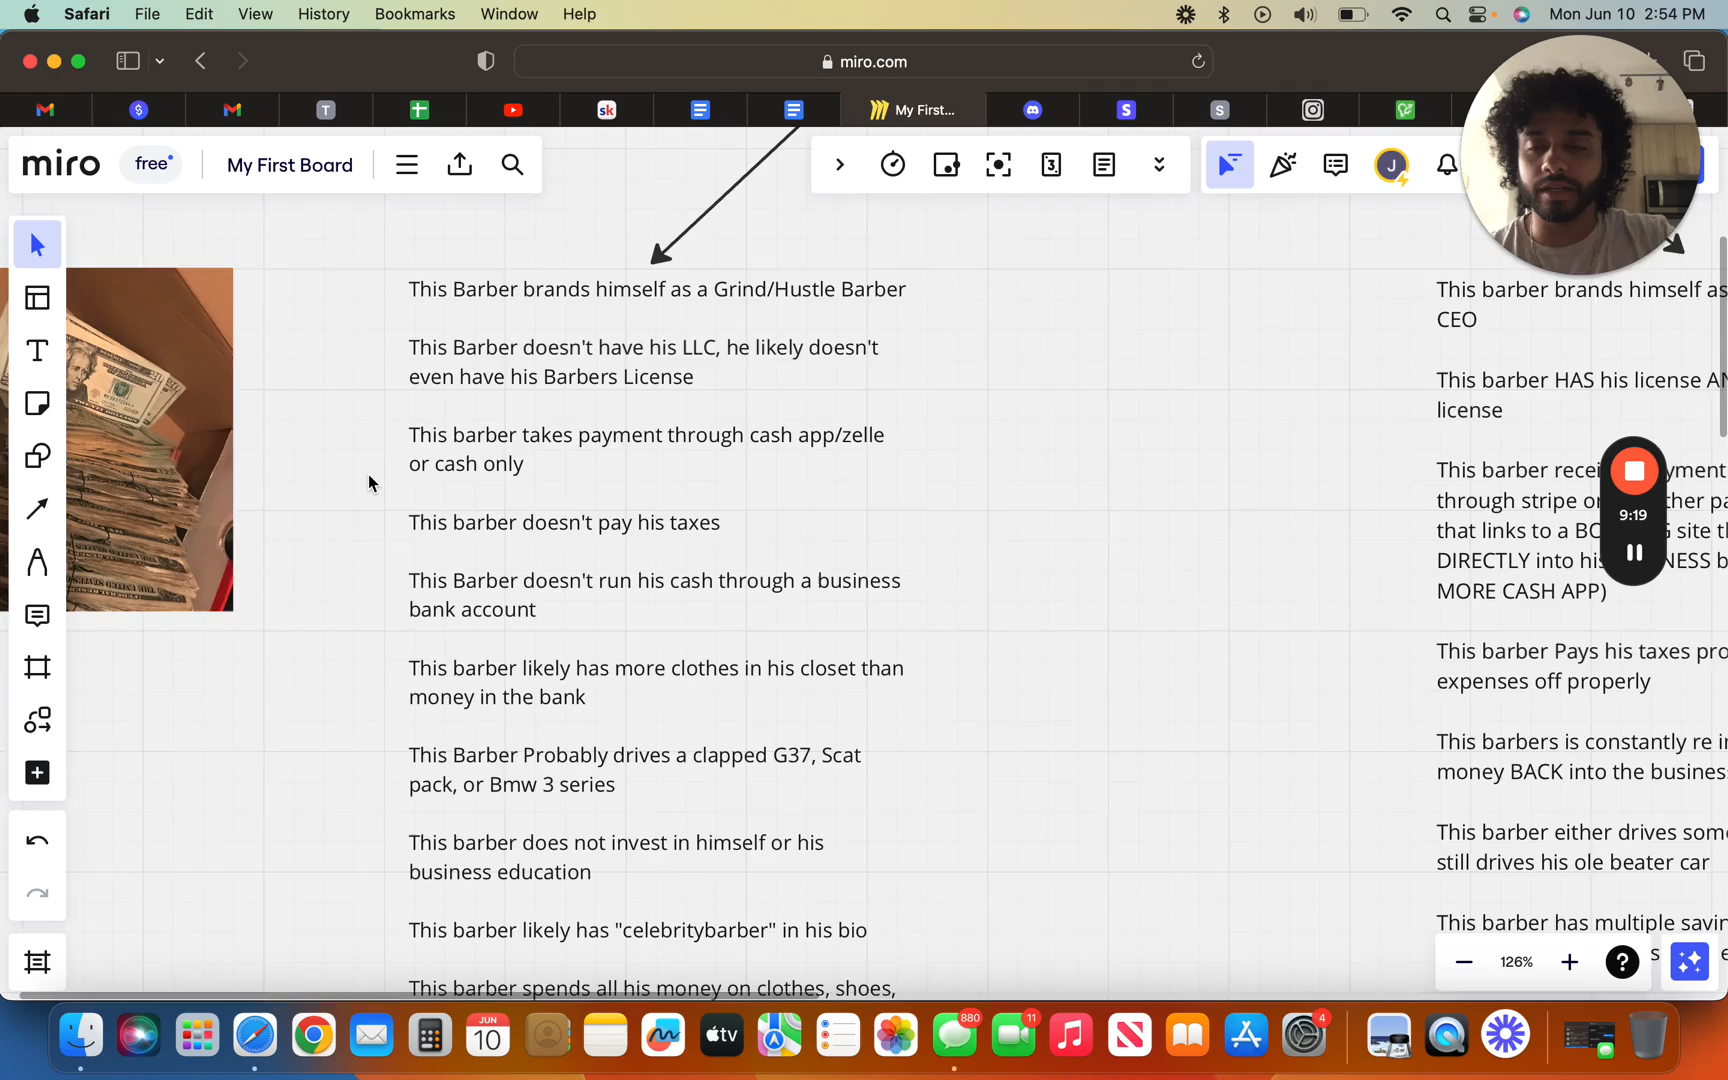 Safari File Edit View History Bookmarks Window Help Mon Jun 10 2:54 PM
miro.com
T sk My First... S S
miro free My First Board 3 J
This Barber brands himself as a Grind/Hustle Barber
This Barber doesn't have his LLC, he likely doesn't
even have his Barbers License
This barber takes payment through cash app/zelle
or cash only
This barber doesn't pay his taxes
This Barber doesn't run his cash through a business
bank account
This barber likely has more clothes in his closet than
money in the bank
This Barber Probably drives a clapped G37, Scat
pack, or Bmw 3 series
This barber does not invest in himself or his
business education
This barber likely has "celebritybarber" in his bio
This barber spends all his money on clothes, shoes,
This barber brands himself as
CEO
This barber HAS his license
license
This barber
through stripe or
that links to a site
DIRECTLY into his
MORE CASH APP)
This barber Pays his taxes
expenses off properly
This barbers is constantly re
money BACK into the
This barber either drives
still drives his ole beater car
This barber has multiple
9:19
126%
JUN
10
880
11
tv
4